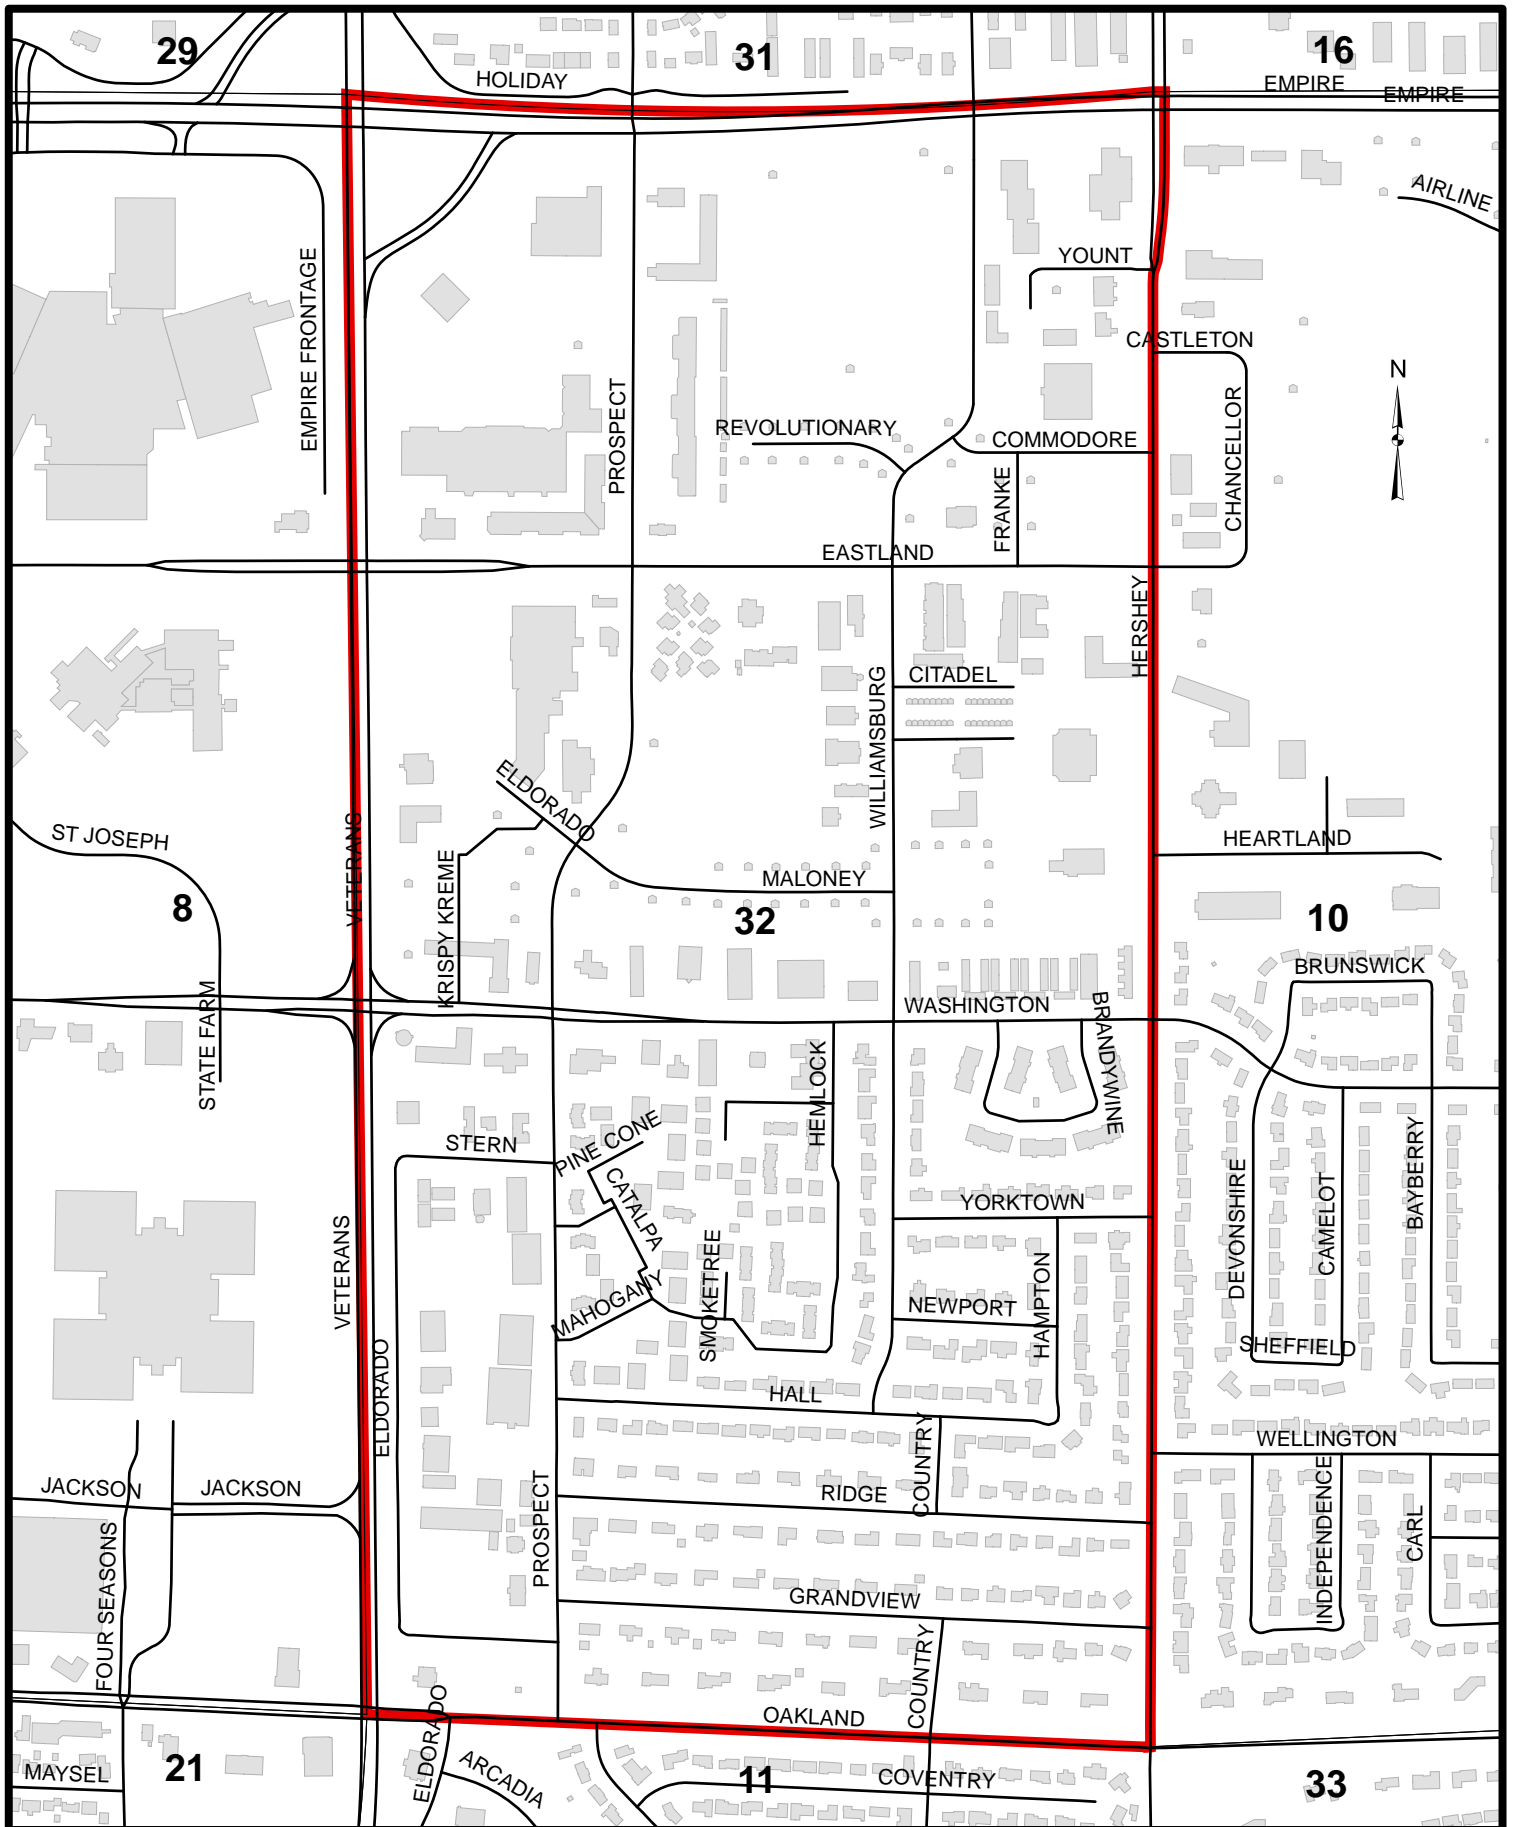 29
31
16
HOLIDAY
EMPIRE
EMPIRE
AIRLINE
YOUNT
EMPIRE FRONTAGE
CASTLETON
N
PROSPECT
CHANCELLOR
REVOLUTIONARY
COMMODORE
FRANKE
EASTLAND
HERSHEY
CITADEL
WILLIAMSBURG
ELDORADO
ST JOSEPH
VETERANS
HEARTLAND
KRISPY KREME
MALONEY
8
32
10
BRUNSWICK
STATE FARM
WASHINGTON
BRANDYWINE
HEMLOCK
STERN
PINE CONE
CATALPA
YORKTOWN
DEVONSHIRE
CAMELOT
BAYBERRY
VETERANS
SMOKETREE
MAHOGANY
NEWPORT
HAMPTON
SHEFFIELD
ELDORADO
HALL
COUNTRY
WELLINGTON
JACKSON
JACKSON
RIDGE
PROSPECT
INDEPENDENCE
CARL
FOUR SEASONS
GRANDVIEW
COUNTRY
OAKLAND
ELDORADO
ARCADIA
MAYSEL
21
11
COVENTRY
33